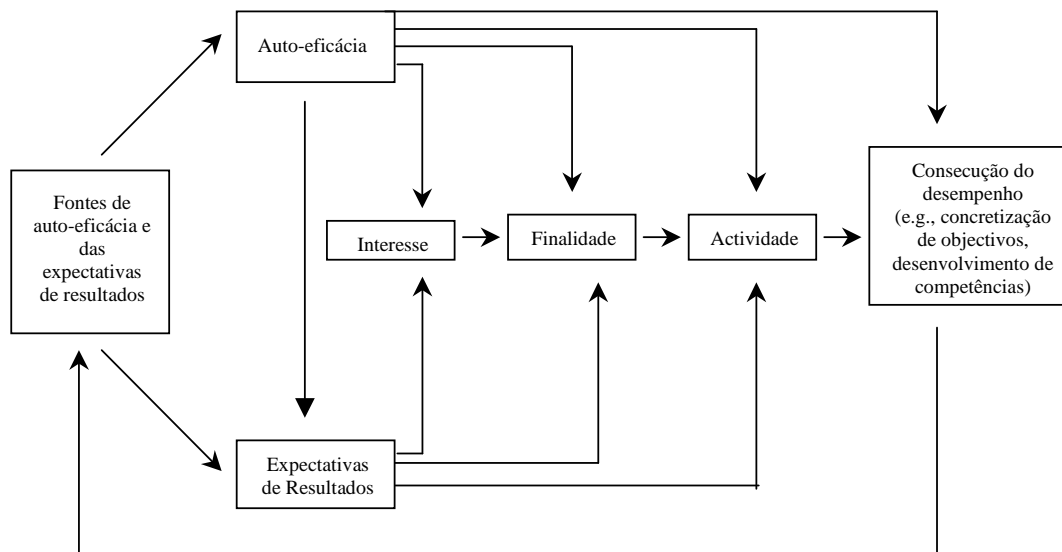 Auto-eficácia
Fontes de
auto-eficácia e
das
expectativas
de resultados
Interesse
Finalidade
Actividade
Consecução do
desempenho
(e.g., concretização
de objectivos,
desenvolvimento de
competências)
Expectativas
de Resultados